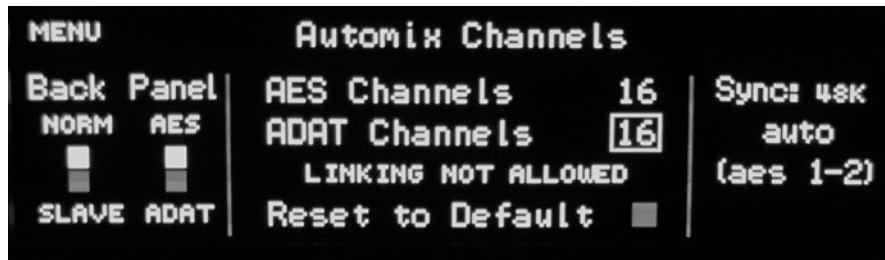 MENU
Automix Channels
Back Panel
NORM AES
SLAVE ADAT
AES Channels 16
ADAT Channels 16
LINKING NOT ALLOWED
Reset to Default
Sync: 48K
auto
(aes 1-2)